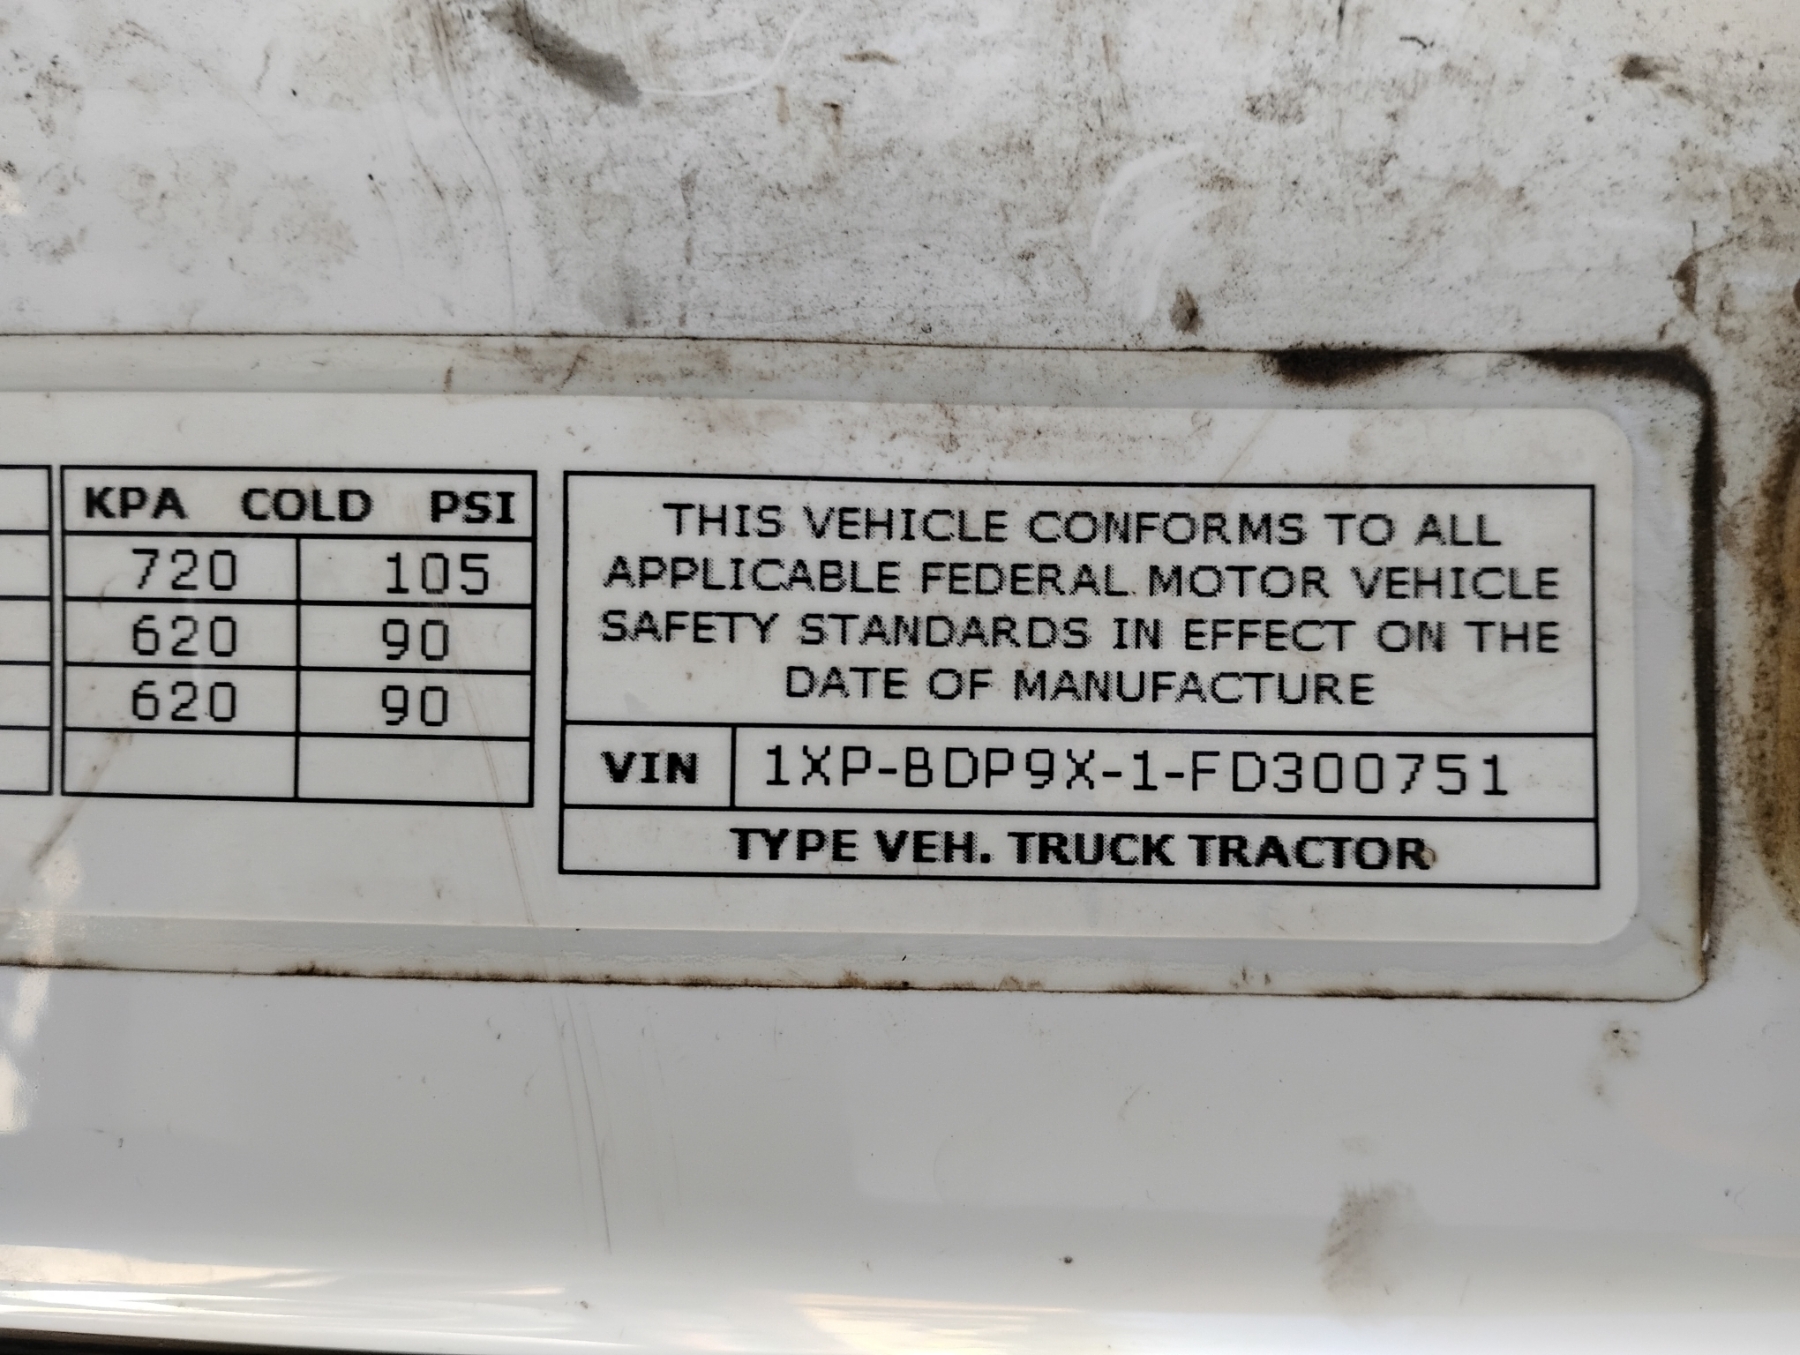 KPA COLD PSI
720 105
620 90
620 90
THIS VEHICLE CONFORMS TO ALL
APPLICABLE FEDERAL MOTOR VEHICLE
SAFETY STANDARDS IN EFFECT ON THE
DATE OF MANUFACTURE
VIN 1XP-BDP9X-1-FD300751
TYPE VEH. TRUCK TRACTOR